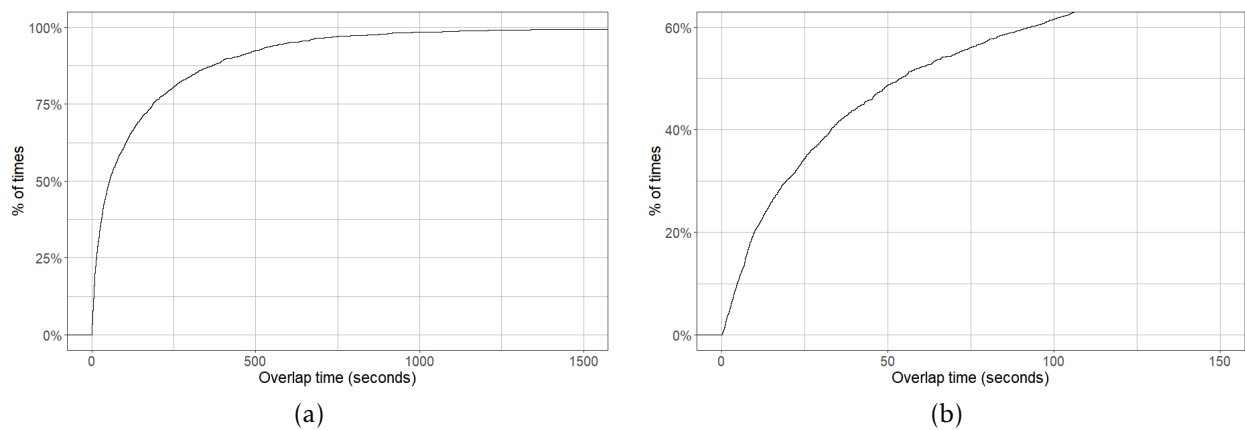 100%
75%
50%
25%
0%
% of times
0
500
1000
1500
Overlap time (seconds)
(a)
60%
40%
20%
0%
% of times
0
50
100
150
Overlap time (seconds)
(b)